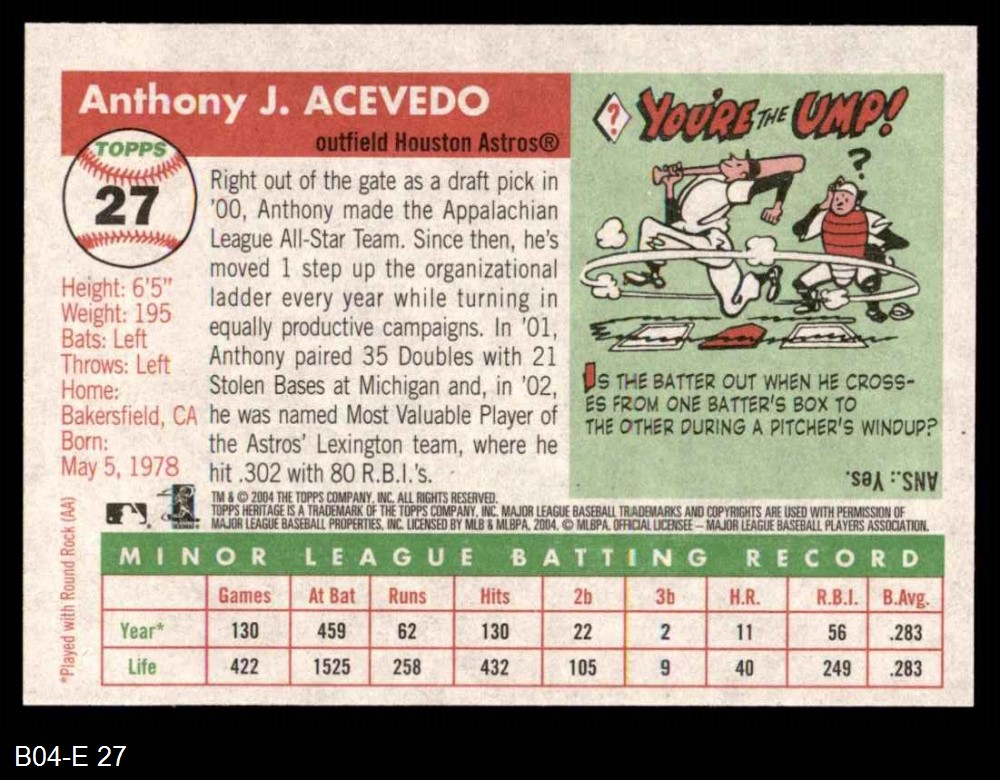 Anthony J. ACEVEDO
outfield Houston Astros®
TOPPS
27
Height: 6'5"
Weight: 195
Bats: Left
Throws: Left
Home:
Bakersfield, CA
Born:
May 5, 1978
Right out of the gate as a draft pick in
'00, Anthony made the Appalachian
League All-Star Team. Since then, he's
moved 1 step up the organizational
ladder every year while turning in
equally productive campaigns. In '01,
Anthony paired 35 Doubles with 21
Stolen Bases at Michigan and, in '02,
he was named Most Valuable Player of
the Astros' Lexington team, where he
hit .302 with 80 R.B.I.'s.
? YOU'RE THE UMP!
?
IS THE BATTER OUT WHEN HE CROSS-
ES FROM ONE BATTER'S BOX TO
THE OTHER DURING A PITCHER'S WINDUP?
ANS.: Yes.
TM & © 2004 THE TOPPS COMPANY, INC. ALL RIGHTS RESERVED.
TOPPS HERITAGE IS A TRADEMARK OF THE TOPPS COMPANY, INC. MAJOR LEAGUE BASEBALL TRADEMARKS AND COPYRIGHTS ARE USED WITH PERMISSION OF
MAJOR LEAGUE BASEBALL PROPERTIES, INC. LICENSED BY MLB & MLBPA, 2004. © MLBPA. OFFICIAL LICENSEE – MAJOR LEAGUE BASEBALL PLAYERS ASSOCIATION.
*Played with Round Rock (AA)
MINOR LEAGUE BATTING RECORD
Games At Bat Runs Hits 2b 3b H.R. R.B.I. B.Avg.
Year* 130 459 62 130 22 2 11 56 .283
Life 422 1525 258 432 105 9 40 249 .283
B04-E 27